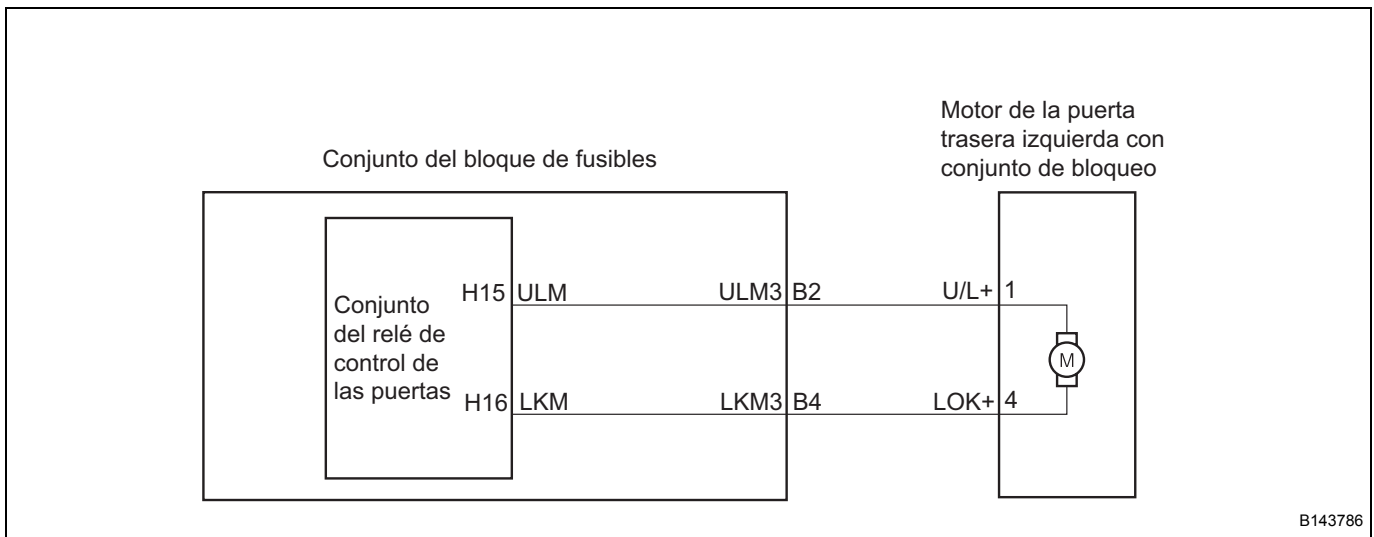 Motor de la puerta
trasera izquierda con
conjunto de bloqueo
Conjunto del bloque de fusibles
H15 ULM ULM3 B2 U/L+ 1
Conjunto
del relé de
control de
las puertas
M
H16 LKM LKM3 B4 LOK+ 4
B143786